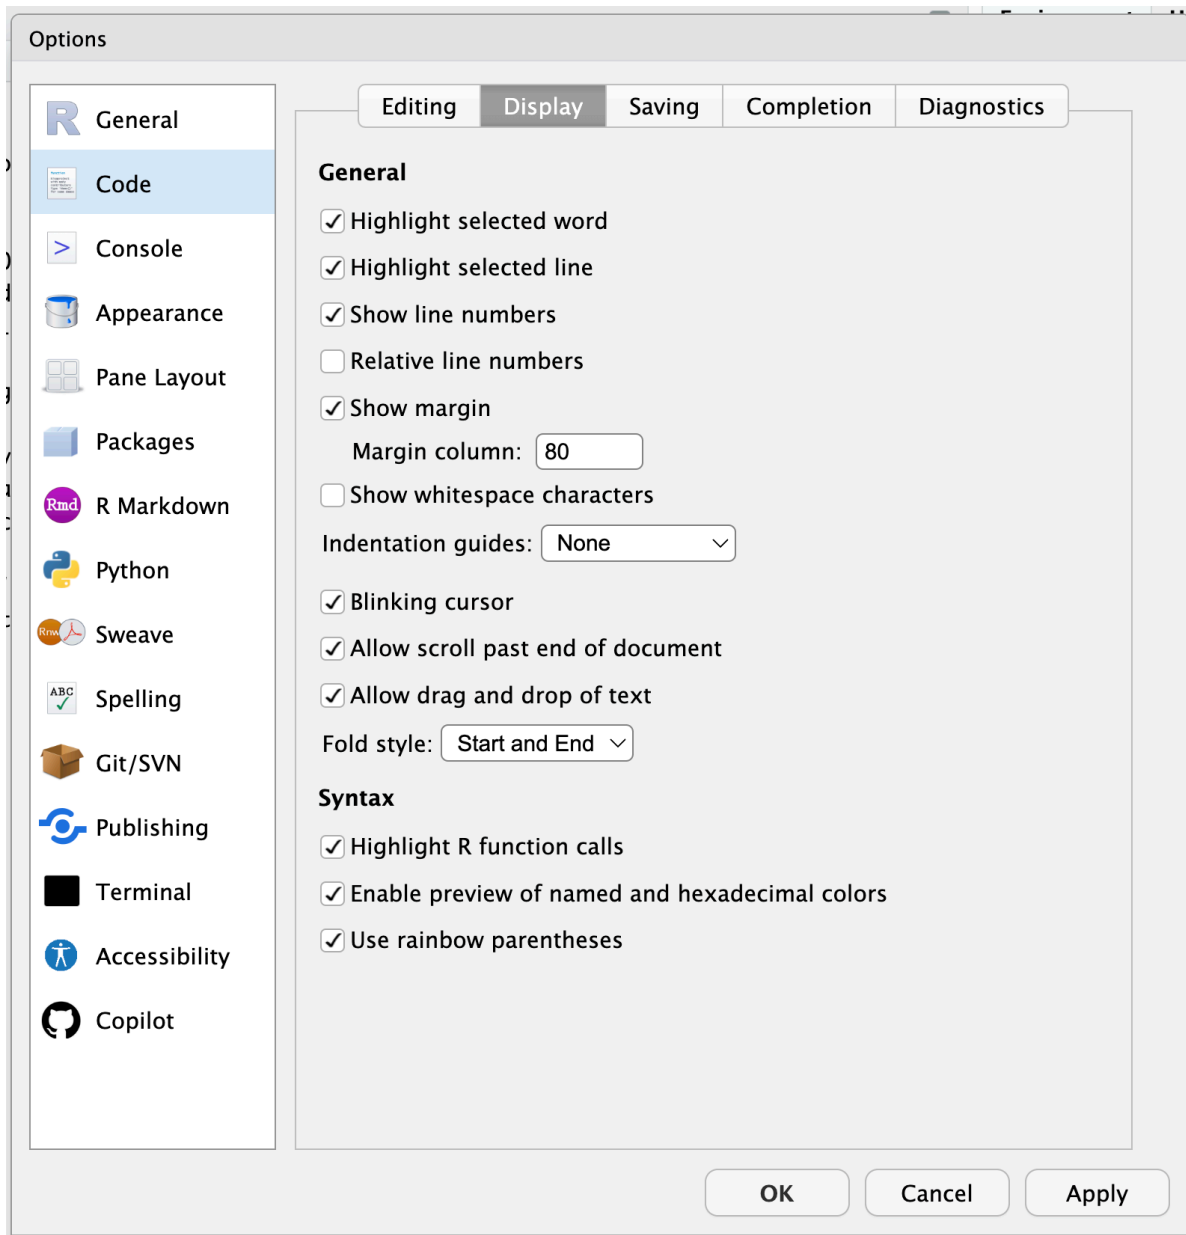 Options
General
Code
Console
Appearance
Pane Layout
Packages
Rmd R Markdown
Python
Rnw Sweave
ABC Spelling
Git/SVN
Publishing
Terminal
Accessibility
Copilot
Editing Display Saving Completion Diagnostics
General
Highlight selected word
Highlight selected line
Show line numbers
Relative line numbers
Show margin
Margin column: 80
Show whitespace characters
Indentation guides: None
Blinking cursor
Allow scroll past end of document
Allow drag and drop of text
Fold style: Start and End
Syntax
Highlight R function calls
Enable preview of named and hexadecimal colors
Use rainbow parentheses
OK Cancel Apply